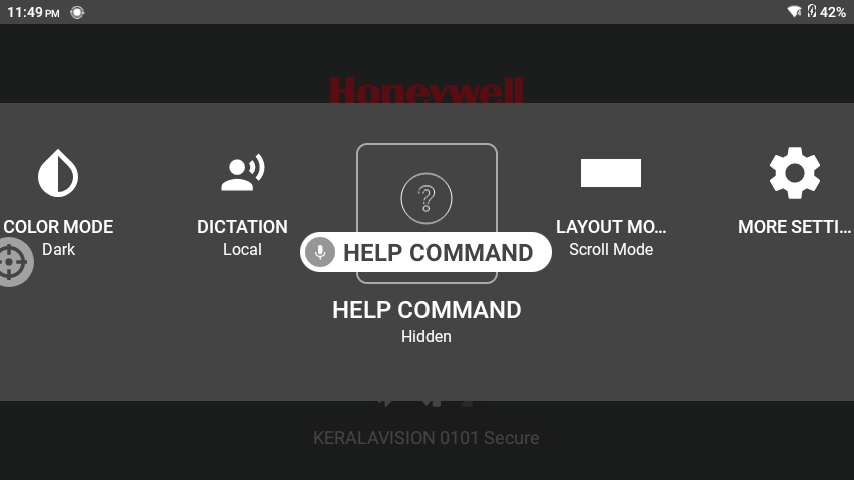 11:49 PM
42%
Honeywell
COLOR MODE
Dark
DICTATION
Local
HELP COMMAND
HELP COMMAND
Hidden
LAYOUT MO...
Scroll Mode
MORE SETTI...
KERALAVISION 0101 Secure